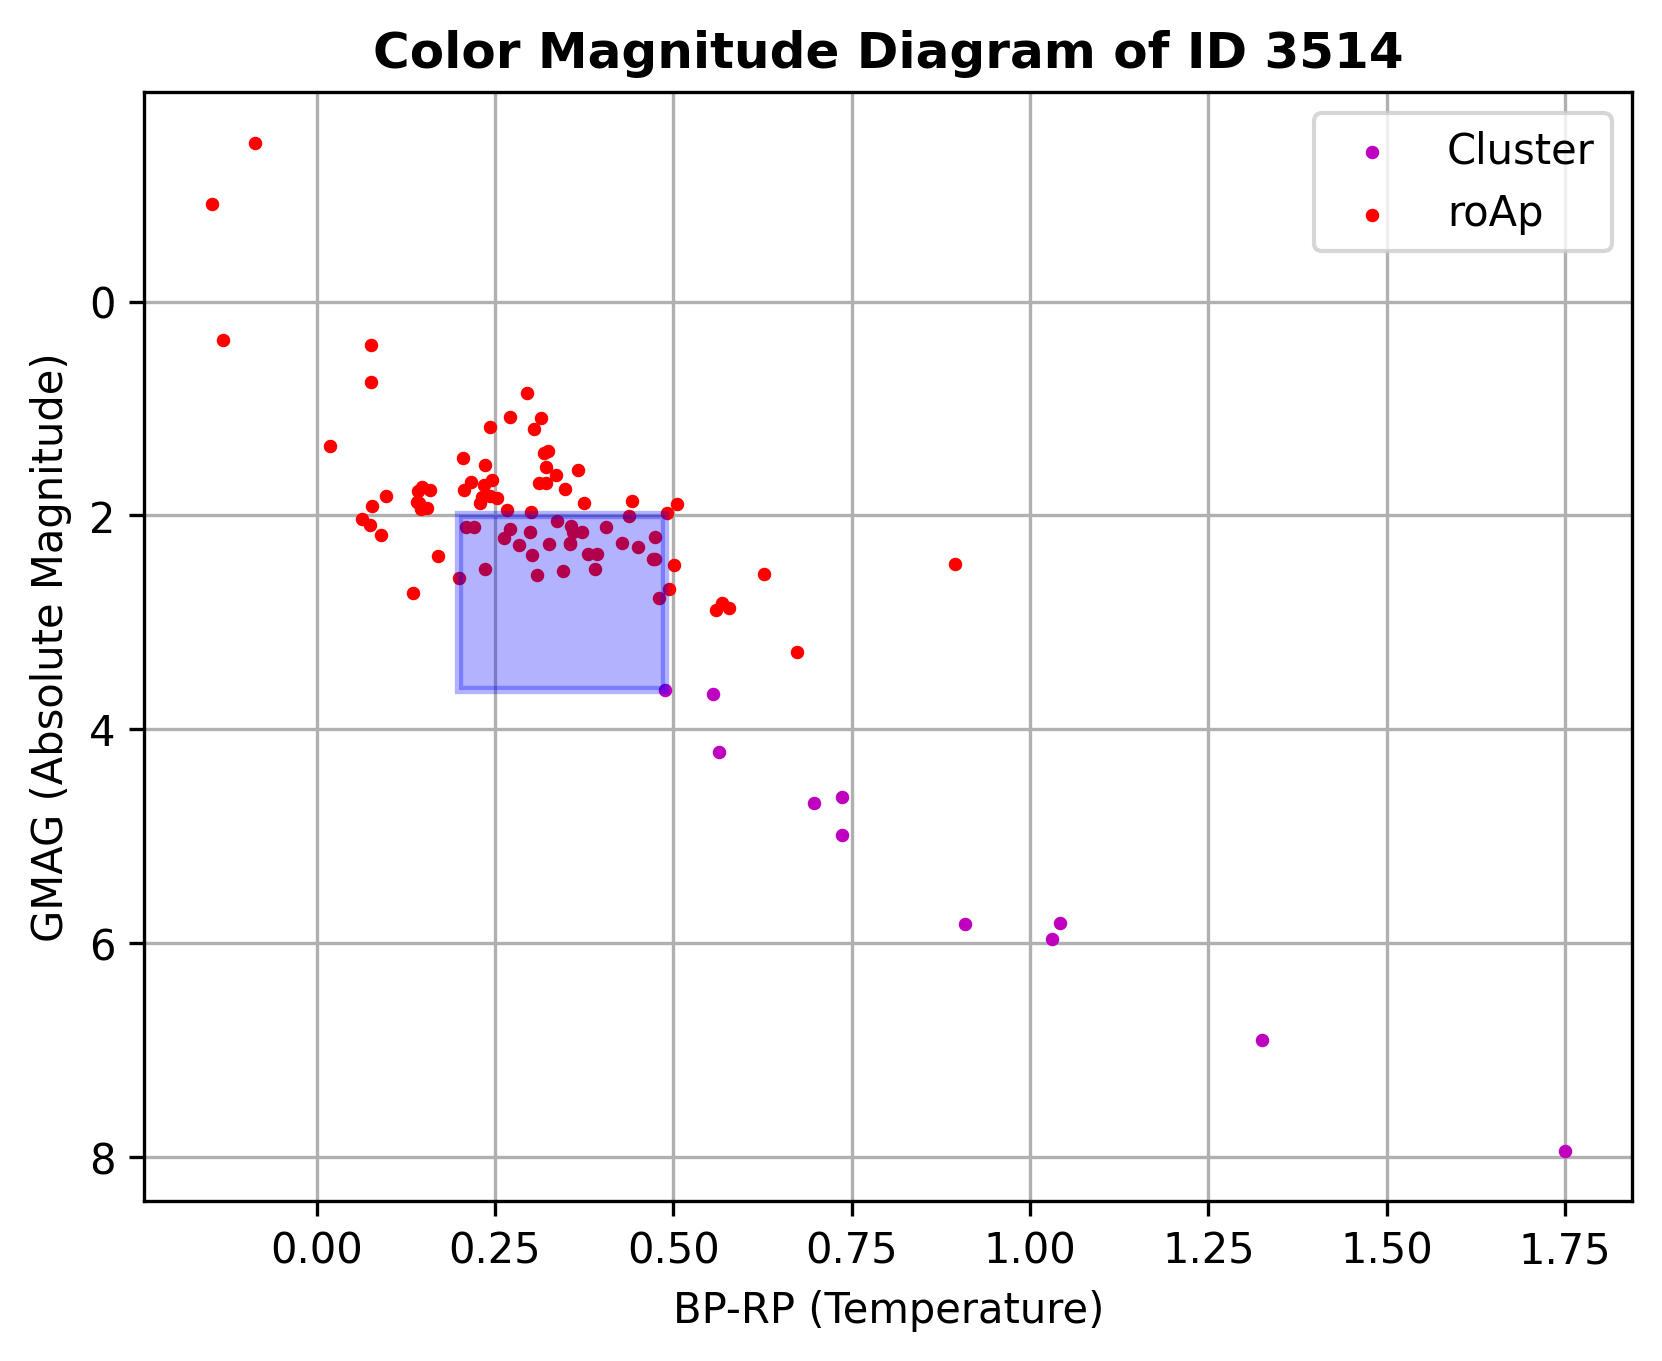 Color Magnitude Diagram of ID 3514
Cluster
roAp
GMAG (Absolute Magnitude)
0
2
4
6
8
0.00 0.25 0.50 0.75 1.00 1.25 1.50 1.75
BP-RP (Temperature)